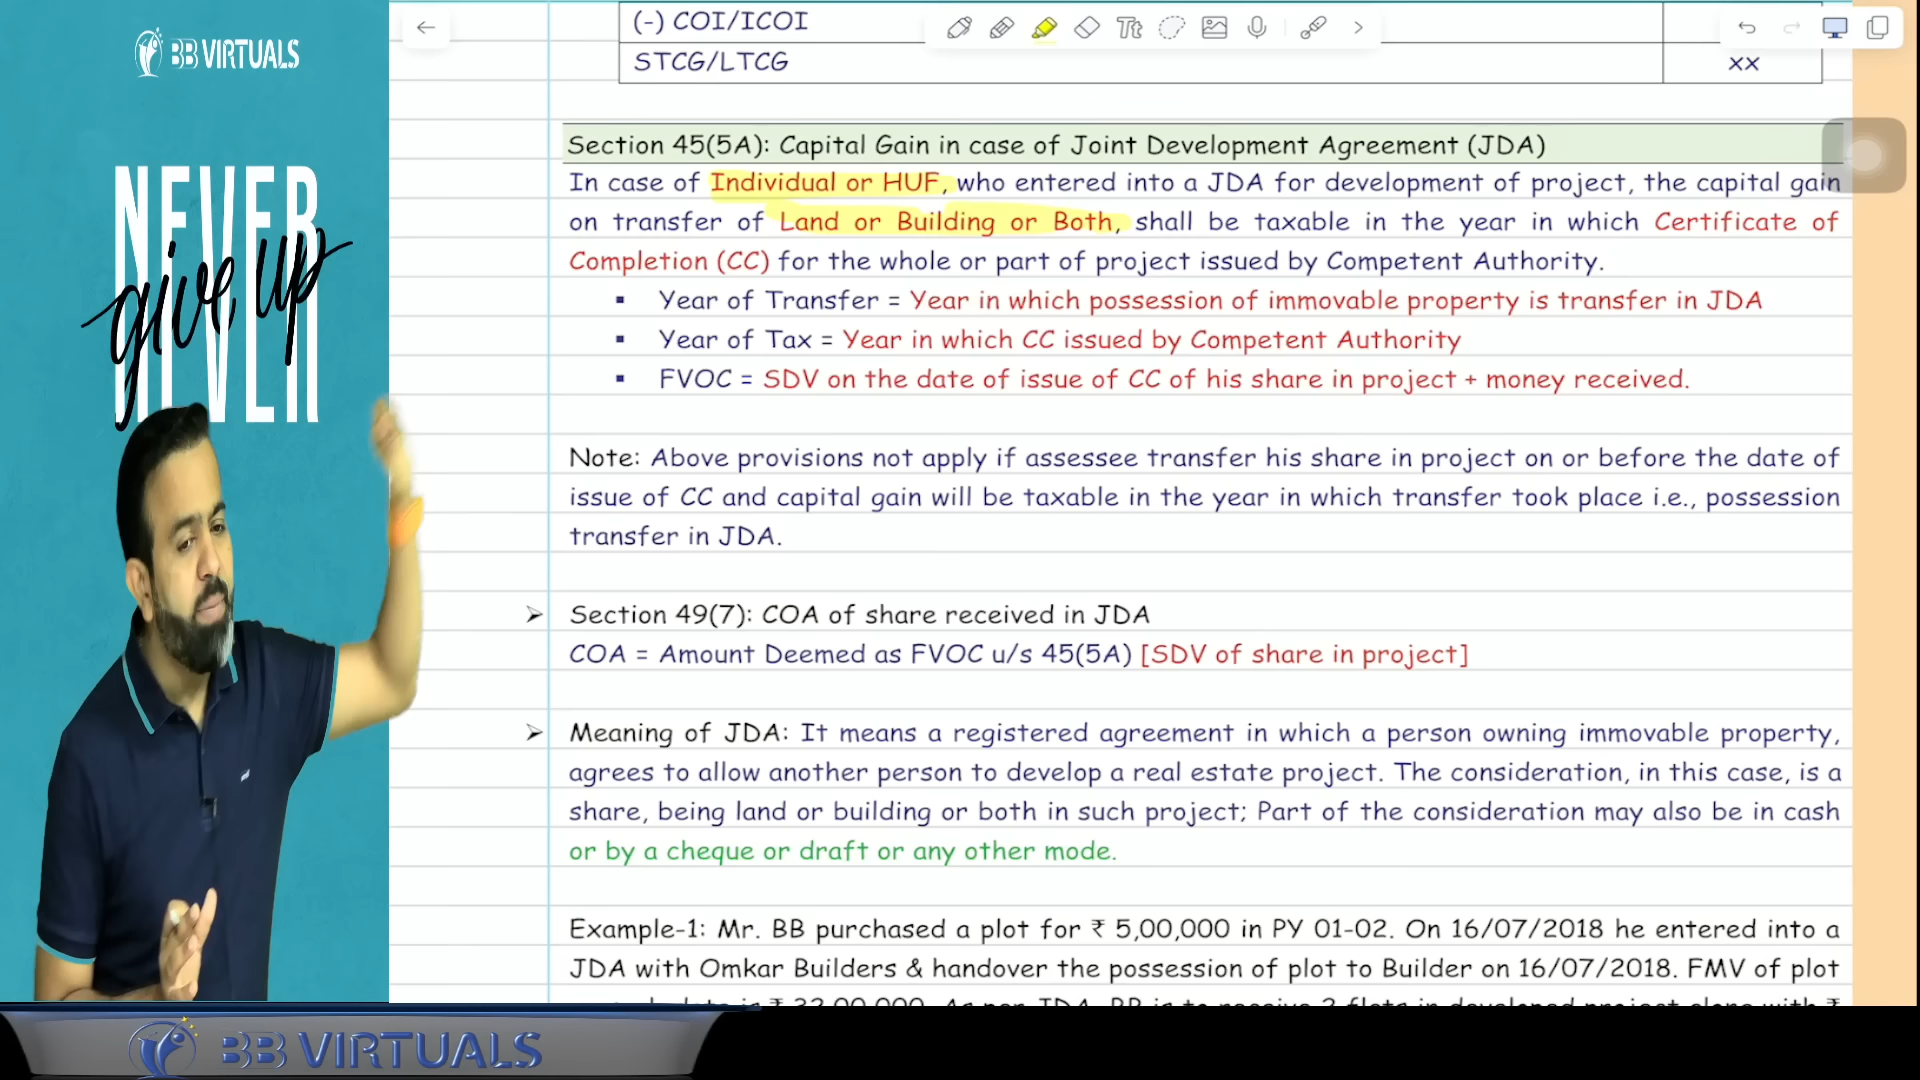 (-) COI/ICOI
STCG/LTCG xx
BB VIRTUALS
NEVER
give up
NEVER
Section 45(5A): Capital Gain in case of Joint Development Agreement (JDA)
In case of Individual or HUF, who entered into a JDA for development of project, the capital gain
on transfer of Land or Building or Both, shall be taxable in the year in which Certificate of
Completion (CC) for the whole or part of project issued by Competent Authority.
▪ Year of Transfer = Year in which possession of immovable property is transfer in JDA
▪ Year of Tax = Year in which CC issued by Competent Authority
▪ FVOC = SDV on the date of issue of CC of his share in project + money received.
Note: Above provisions not apply if assessee transfer his share in project on or before the date of
issue of CC and capital gain will be taxable in the year in which transfer took place i.e., possession
transfer in JDA.
➢ Section 49(7): COA of share received in JDA
COA = Amount Deemed as FVOC u/s 45(5A) [SDV of share in project]
➢ Meaning of JDA: It means a registered agreement in which a person owning immovable property,
agrees to allow another person to develop a real estate project. The consideration, in this case, is a
share, being land or building or both in such project; Part of the consideration may also be in cash
or by a cheque or draft or any other mode.
Example-1: Mr. BB purchased a plot for ₹ 5,00,000 in PY 01-02. On 16/07/2018 he entered into a
JDA with Omkar Builders & handover the possession of plot to Builder on 16/07/2018. FMV of plot
BB VIRTUALS